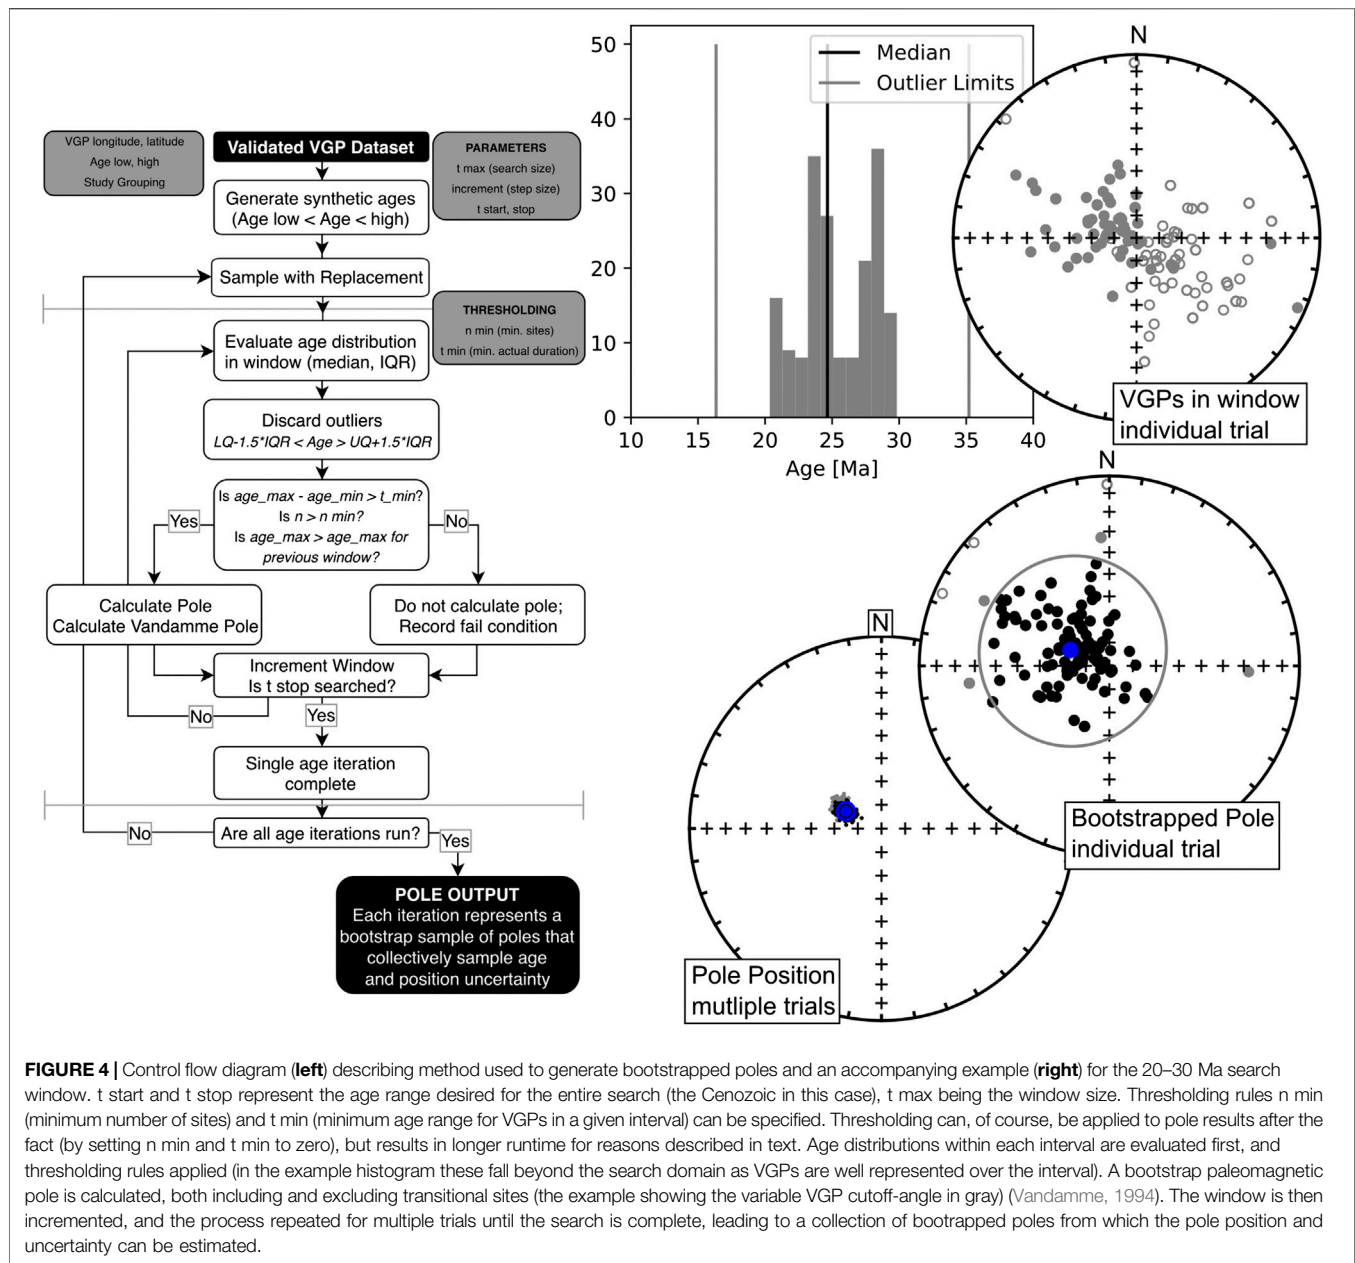 VGP longitude, latitude
Age low, high
Study Grouping
Validated VGP Dataset
PARAMETERS
t max (search size)
increment (step size)
t start, stop
Generate synthetic ages
(Age low < Age < high)
Sample with Replacement
THRESHOLDING
n min (min. sites)
t min (min. actual duration)
Evaluate age distribution
in window (median, IQR)
Discard outliers
LQ-1.5*IQR < Age > UQ+1.5*IQR
Is age_max - age_min > t_min?
Is n > n min?
Is age_max > age_max for
previous window?
Yes
No
Calculate Pole
Calculate Vandamme Pole
Do not calculate pole;
Record fail condition
Increment Window
Is t stop searched?
No
Yes
Single age iteration
complete
No
Are all age iterations run?
Yes
POLE OUTPUT
Each iteration represents a
bootstrap sample of poles that
collectively sample age
and position uncertainty
50
40
30
20
10
0
10 15 20 25 30 35 40
Age [Ma]
Median
Outlier Limits
N
VGPs in window
individual trial
N
Bootstrapped Pole
individual trial
N
Pole Position
mutliple trials
FIGURE 4 | Control flow diagram (left) describing method used to generate bootstrapped poles and an accompanying example (right) for the 20–30 Ma search
window. t start and t stop represent the age range desired for the entire search (the Cenozoic in this case), t max being the window size. Thresholding rules n min
(minimum number of sites) and t min (minimum age range for VGPs in a given interval) can be specified. Thresholding can, of course, be applied to pole results after the
fact (by setting n min and t min to zero), but results in longer runtime for reasons described in text. Age distributions within each interval are evaluated first, and
thresholding rules applied (in the example histogram these fall beyond the search domain as VGPs are well represented over the interval). A bootstrap paleomagnetic
pole is calculated, both including and excluding transitional sites (the example showing the variable VGP cutoff-angle in gray) (Vandamme, 1994). The window is then
incremented, and the process repeated for multiple trials until the search is complete, leading to a collection of bootrapped poles from which the pole position and
uncertainty can be estimated.